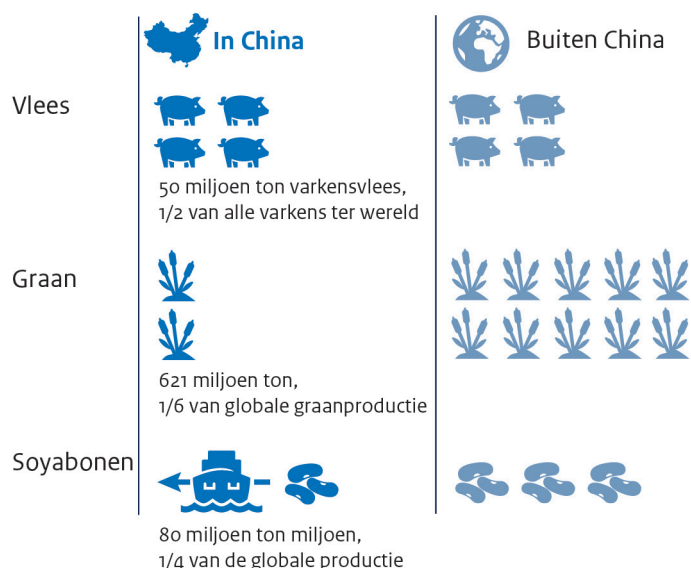 In China
Buiten China
Vlees
50 miljoen ton varkensvlees,
1/2 van alle varkens ter wereld
Graan
621 miljoen ton,
1/6 van globale graanproductie
Soyabonen
80 miljoen ton miljoen,
1/4 van de globale productie